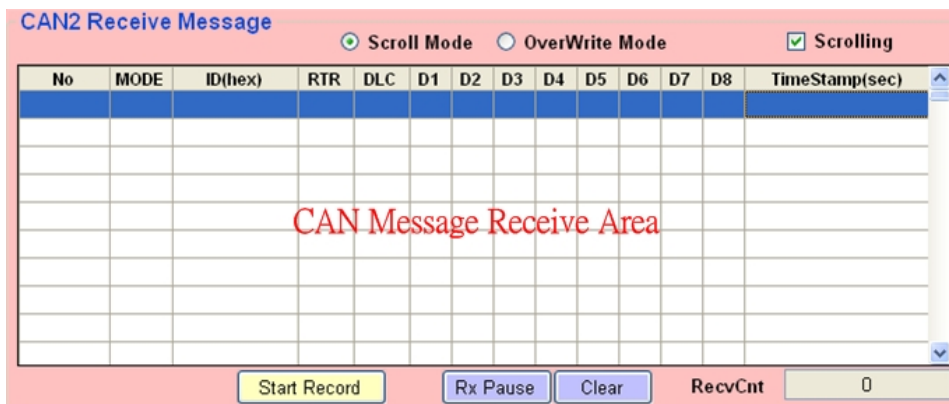 CAN2 Receive Message
Scroll Mode OverWrite Mode Scrolling
No MODE ID(hex) RTR DLC D1 D2 D3 D4 D5 D6 D7 D8 TimeStamp(sec)
CAN Message Receive Area
Start Record Rx Pause Clear RecvCnt 0